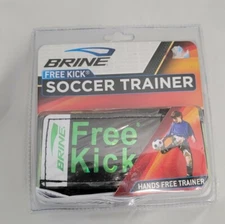 BRINE
FREE KICK®
SOCCER TRAINER
BRINE
Free
Kick
HANDS FREE TRAINER